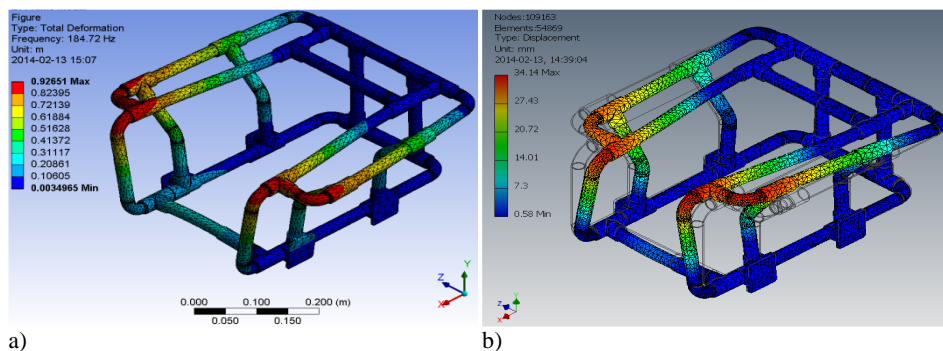 Figure
Type: Total Deformation
Frequency: 184.72 Hz
Unit: m
2014-02-13 15:07
0.92651 Max
0.82395
0.72139
0.61884
0.51628
0.41372
0.31117
0.20861
0.10605
0.0034965 Min
Y
Z
X
0.000
0.100
0.200 (m)
0.050
0.150
a)
Nodes:109163
Elements:54869
Type: Displacement
Unit: mm
2014-02-13, 14:39:04
34.14 Max
27.43
20.72
14.01
7.3
0.58 Min
Y
Z
X
b)